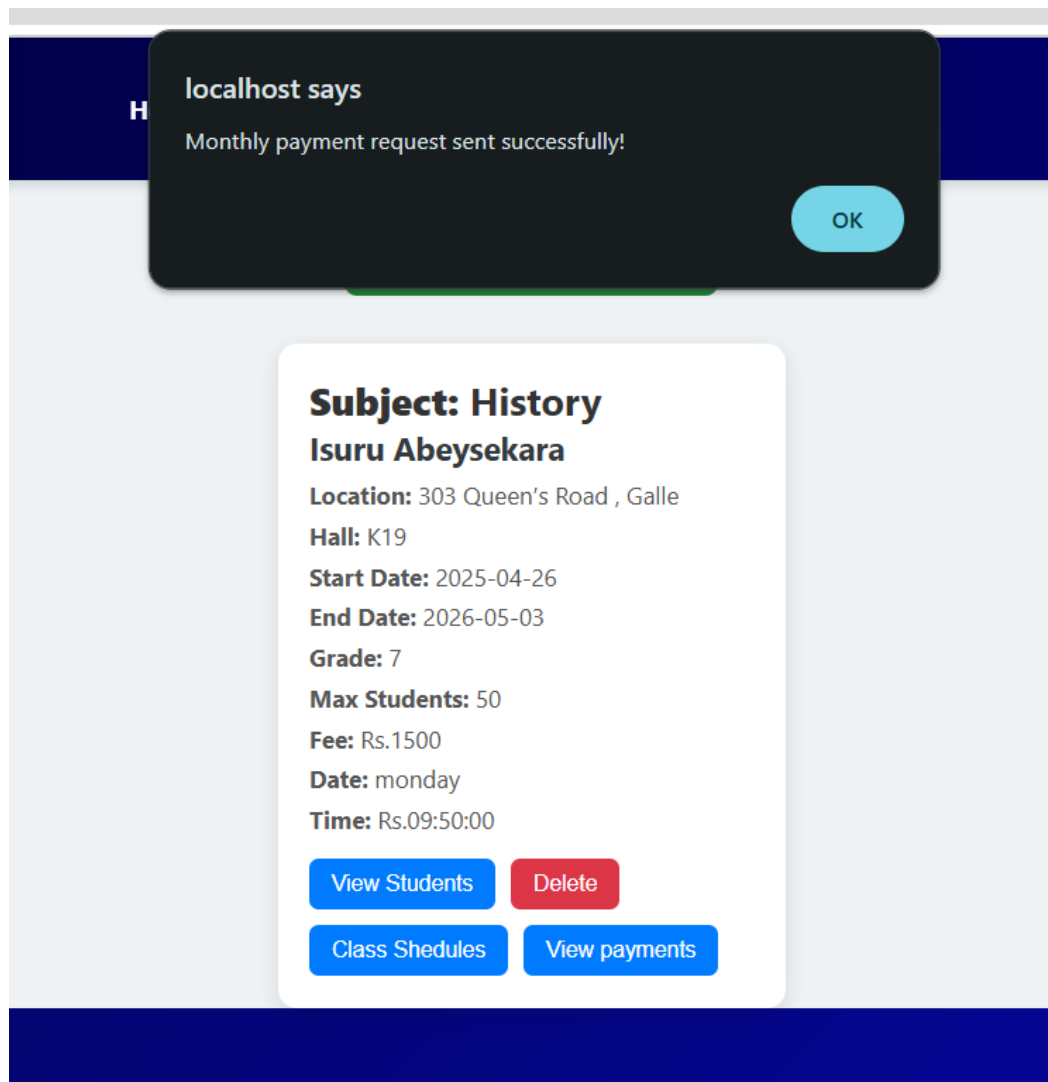 localhost says
Monthly payment request sent successfully!
OK
Subject: History
Isuru Abeysekara
Location: 303 Queen's Road , Galle
Hall: K19
Start Date: 2025-04-26
End Date: 2026-05-03
Grade: 7
Max Students: 50
Fee: Rs.1500
Date: monday
Time: Rs.09:50:00
View Students Delete
Class Shedules View payments